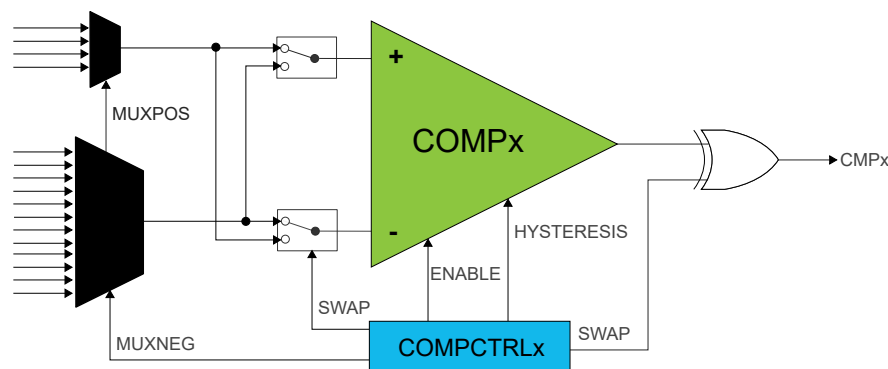 +
MUXPOS
COMPx
CMPx
-
HYSTERESIS
ENABLE
SWAP
SWAP
MUXNEG
COMPCTRLx